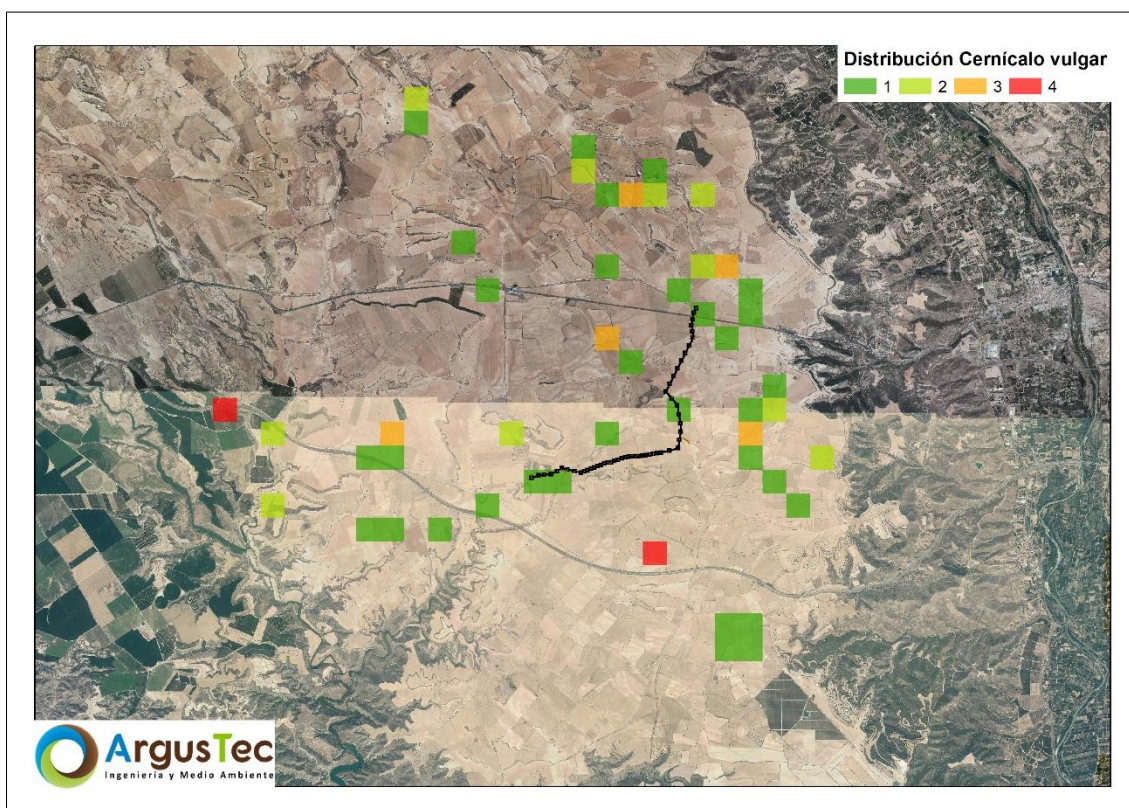 Distribución Cernícalo vulgar
1 2 3 4
ArgusTec
Ingeniería y Medio Ambiente